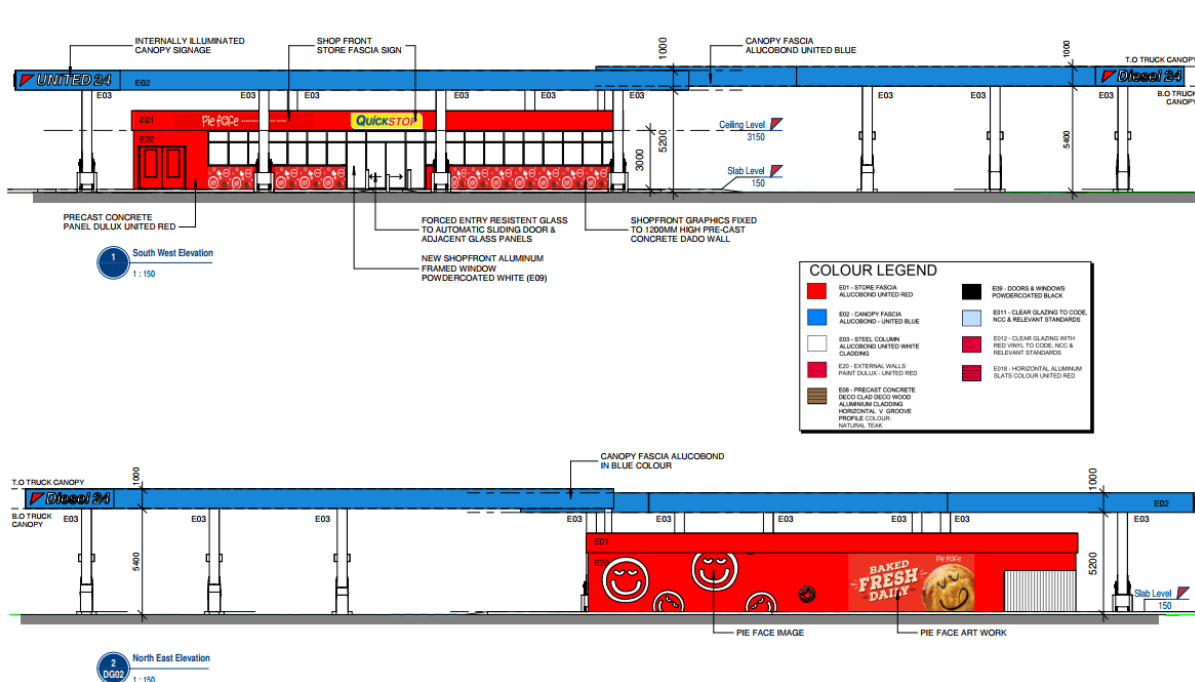 INTERNALLY ILLUMINATED
CANOPY SIGNAGE
SHOP FRONT
STORE FASCIA SIGN
CANOPY FASCIA
ALUCOBOND UNITED BLUE
1000
1000
T.O TRUCK CANOPY
UNITED 24
E02
Diesel 24
B.O TRUCK
CANOPY
E03
E03
E03
E03
E03
E03
E03
E03
E03
E01
Pie face
QuickSTOP
E20
Ceiling Level
3150
3000
5200
5400
Slab Level
150
PRECAST CONCRETE
PANEL DULUX UNITED RED
FORCED ENTRY RESISTENT GLASS
TO AUTOMATIC SLIDING DOOR &
ADJACENT GLASS PANELS
SHOPFRONT GRAPHICS FIXED
TO 1200MM HIGH PRE-CAST
CONCRETE DADO WALL
NEW SHOPFRONT ALUMINUM
FRAMED WINDOW
POWDERCOATED WHITE (E09)
1
South West Elevation
1 : 150
COLOUR LEGEND
E01 - STORE FASCIA
ALUCOBOND UNITED RED
E02 - CANOPY FASCIA
ALUCOBOND - UNITED BLUE
E03 - STEEL COLUMN
ALUCOBOND UNITED WHITE
CLADDING
E20 - EXTERNAL WALLS
PAINT DULUX - UNITED RED
E06 - PRECAST CONCRETE
DECO CLAD DECO WOOD
ALUMINIUM CLADDING
HORIZONTAL V GROOVE
PROFILE COLOUR:
NATURAL TEAK
E09 - DOORS & WINDOWS
POWDERCOATED BLACK
E011 - CLEAR GLAZING TO CODE,
NCC & RELEVANT STANDARDS
E012 - CLEAR GLAZING WITH
RED VINYL TO CODE, NCC &
RELEVANT STANDARDS
E018 - HORIZONTAL ALUMINUM
SLATS COLOUR UNITED RED
CANOPY FASCIA ALUCOBOND
IN BLUE COLOUR
T.O TRUCK CANOPY
1000
1000
Diesel 24
E02
B.O TRUCK
CANOPY
E03
E03
E03
E03
E03
E03
E03
E03
E01
E20
5400
5200
BAKED
FRESH
DAILY
Pie face
Slab Level
150
PIE FACE IMAGE
PIE FACE ART WORK
2
DG02
North East Elevation
1 : 150